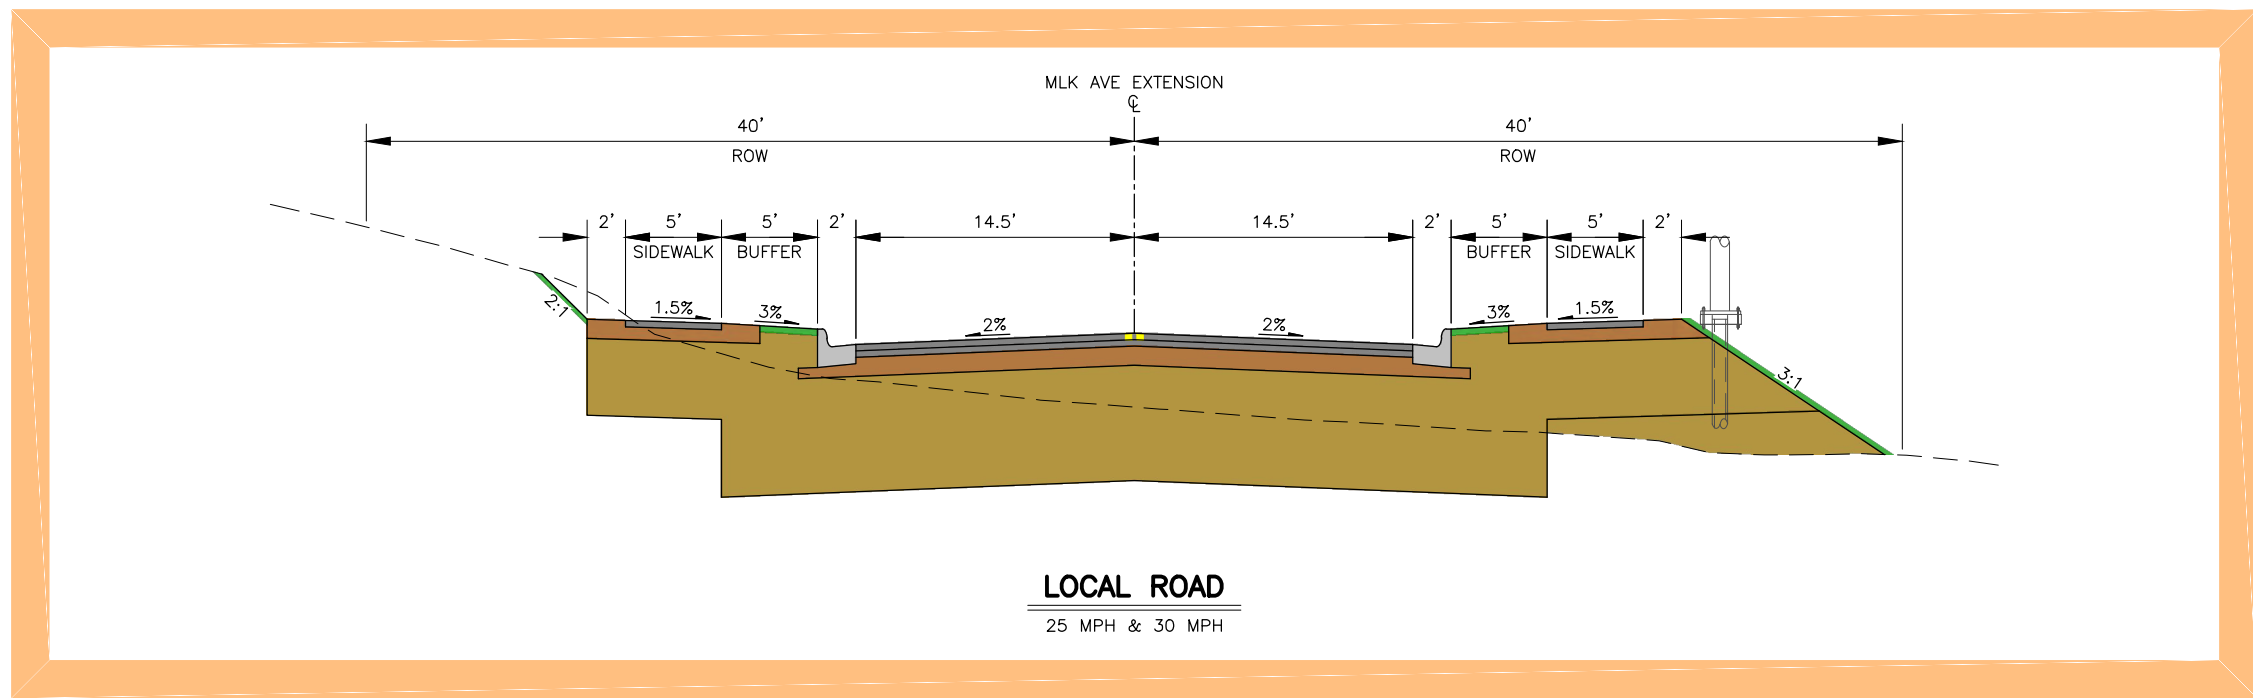 MLK AVE EXTENSION
℄
40' 40'
ROW ROW
2' 5' 5' 2' 14.5' 14.5' 2' 5' 5' 2'
SIDEWALK BUFFER BUFFER SIDEWALK
2:1 1.5% 3% 2% 2% 3% 1.5% 3:1
LOCAL ROAD
25 MPH & 30 MPH